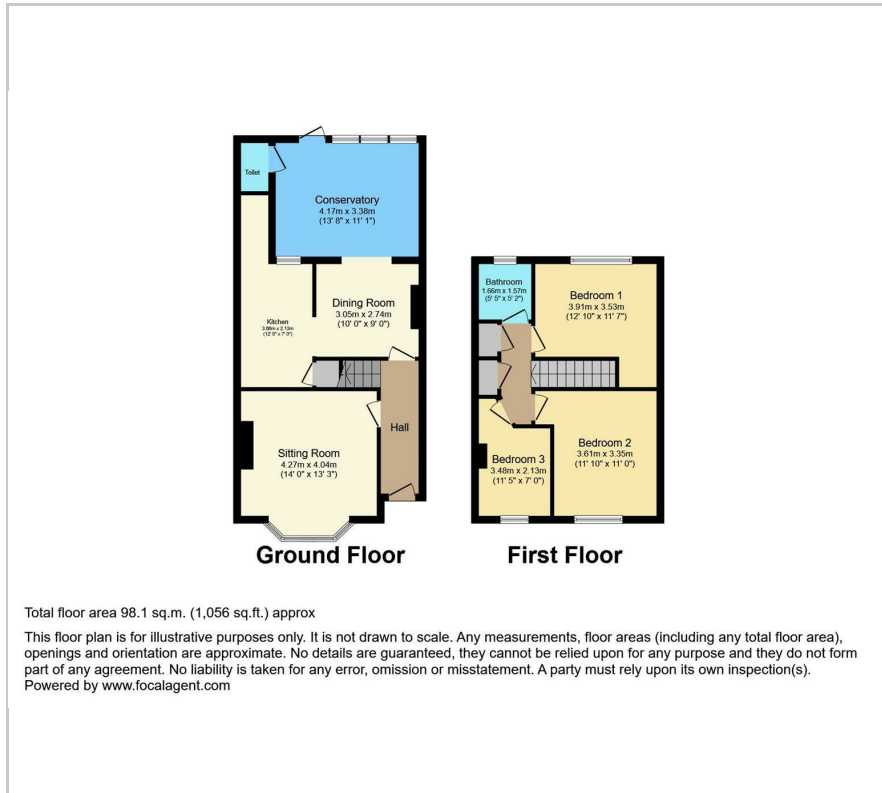 Toilet
Conservatory
4.17m x 3.38m
(13' 8" x 11' 1")
Dining Room
3.05m x 2.74m
(10' 0" x 9' 0")
Kitchen
3.66m x 2.13m
(12' 0" x 7' 0")
Hall
Sitting Room
4.27m x 4.04m
(14' 0" x 13' 3")
Ground Floor
Bathroom
1.66m x 1.57m
(5' 5" x 5' 2")
Bedroom 1
3.91m x 3.53m
(12' 10" x 11' 7")
Bedroom 2
3.61m x 3.35m
(11' 10" x 11' 0")
Bedroom 3
3.48m x 2.13m
(11' 5" x 7' 0")
First Floor
Total floor area 98.1 sq.m. (1,056 sq.ft.) approx
This floor plan is for illustrative purposes only. It is not drawn to scale. Any measurements, floor areas (including any total floor area),
openings and orientation are approximate. No details are guaranteed, they cannot be relied upon for any purpose and they do not form
part of any agreement. No liability is taken for any error, omission or misstatement. A party must rely upon its own inspection(s).
Powered by www.focalagent.com